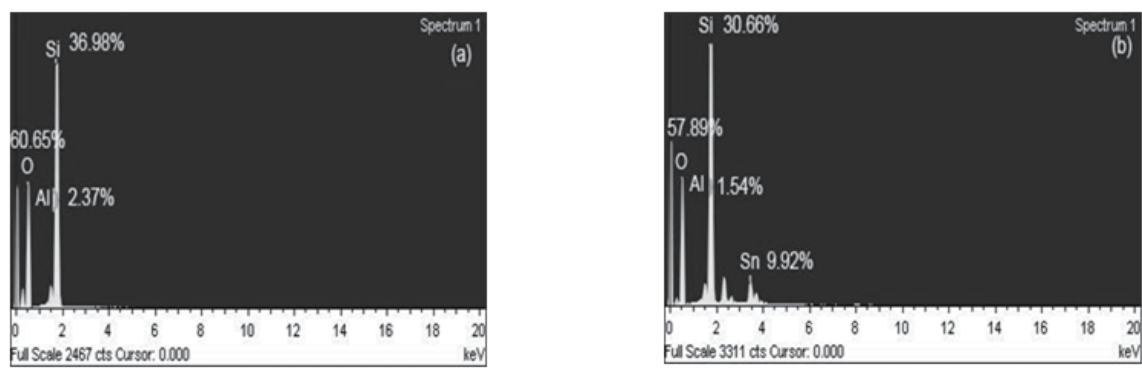 Spectrum 1
(a)
Si 36.98%
60.65%
O
Al 2.37%
0 2 4 6 8 10 12 14 16 18 20
Full Scale 2467 cts Cursor: 0.000 keV
Spectrum 1
(b)
Si 30.66%
57.89%
O
Al 1.54%
Sn 9.92%
0 2 4 6 8 10 12 14 16 18 20
Full Scale 3311 cts Cursor: 0.000 keV